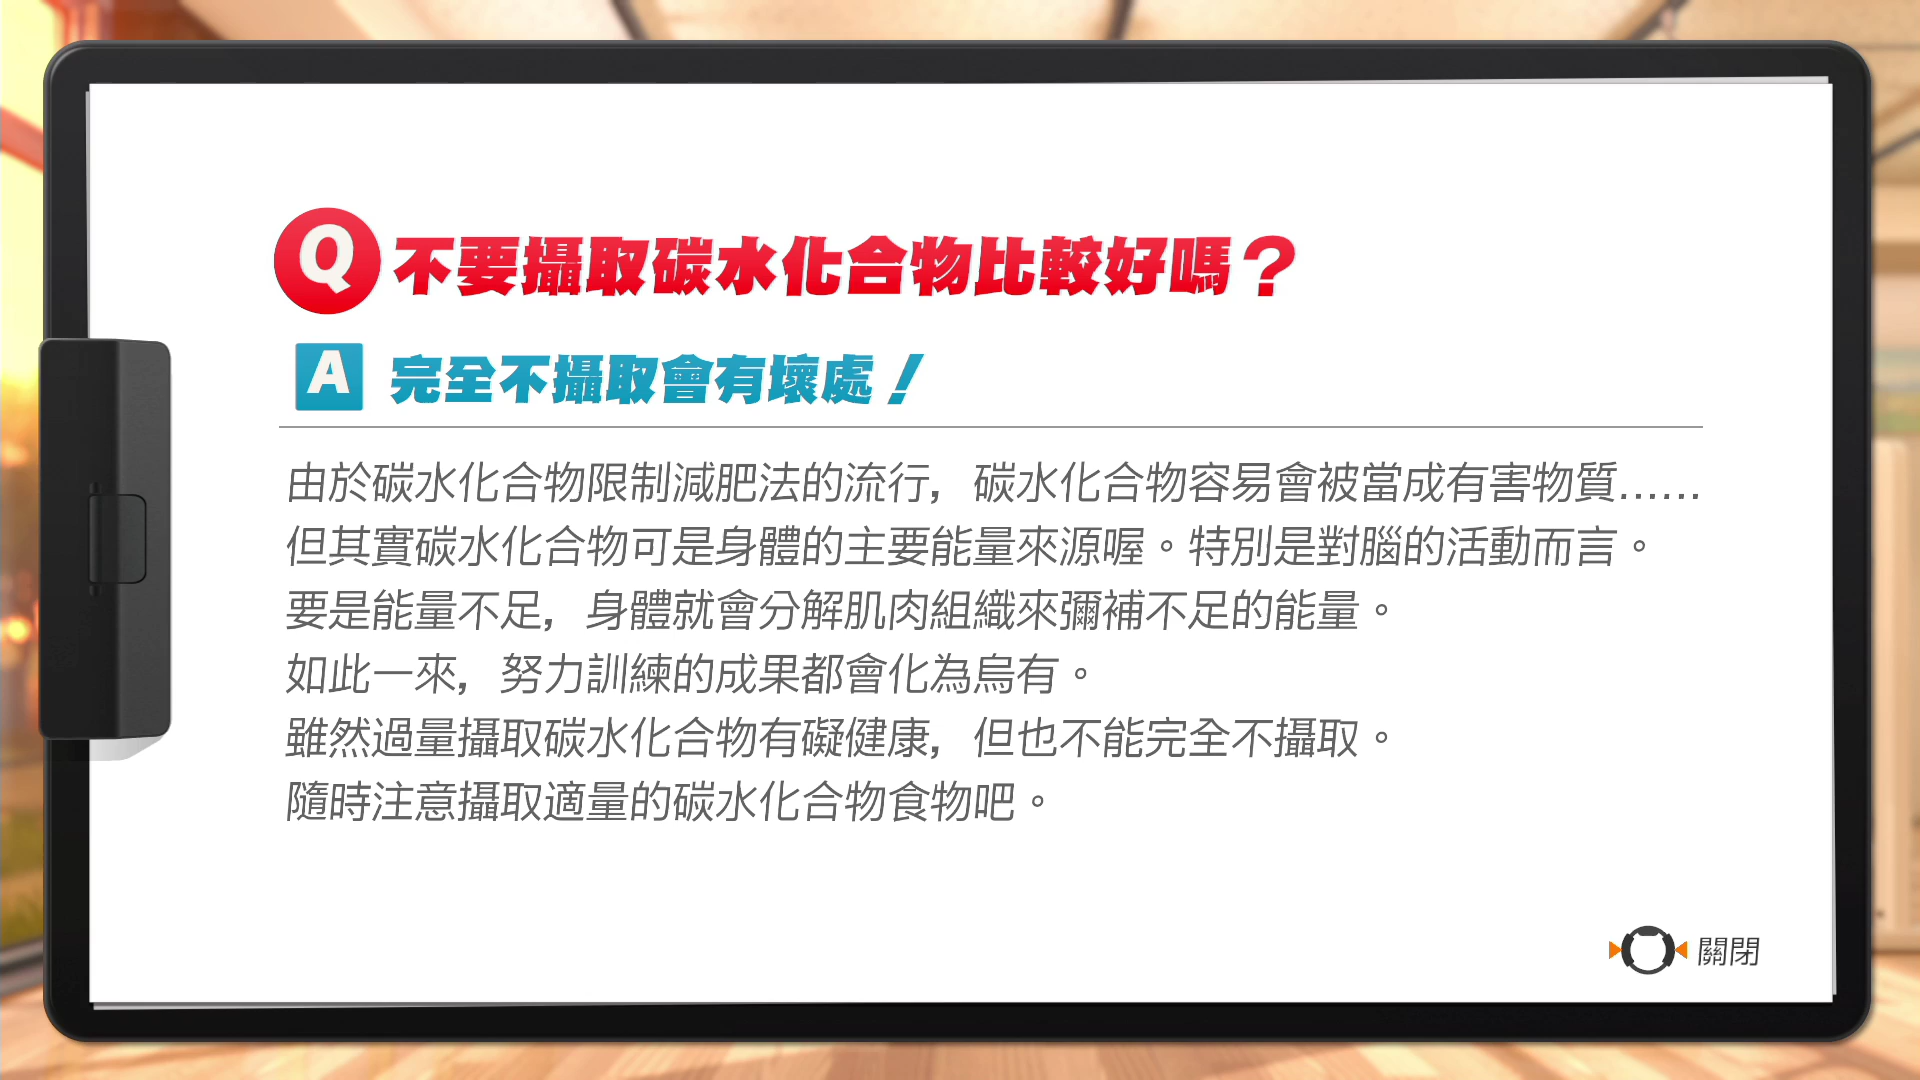 Q 不要攝取碳水化合物比較好嗎？
A 完全不攝取會有壞處！
由於碳水化合物限制減肥法的流行，碳水化合物容易會被當成有害物質……
但其實碳水化合物可是身體的主要能量來源喔。特別是對腦的活動而言。
要是能量不足，身體就會分解肌肉組織來彌補不足的能量。
如此一來，努力訓練的成果都會化為烏有。
雖然過量攝取碳水化合物有礙健康，但也不能完全不攝取。
隨時注意攝取適量的碳水化合物食物吧。
關閉